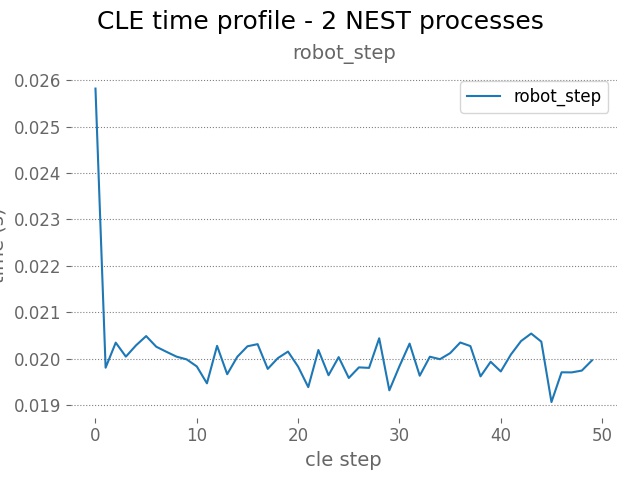 CLE time profile - 2 NEST processes
robot_step
robot_step
0.026
0.025
0.024
0.023
0.022
0.021
0.020
0.019
time (s)
0 10 20 30 40 50
cle step